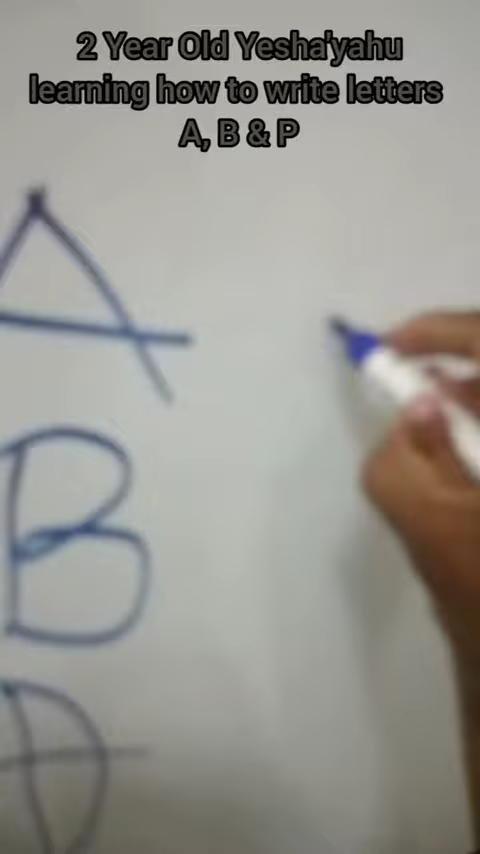 2 Year Old Yesha'yahu
learning how to write letters
A, B & P
A
B